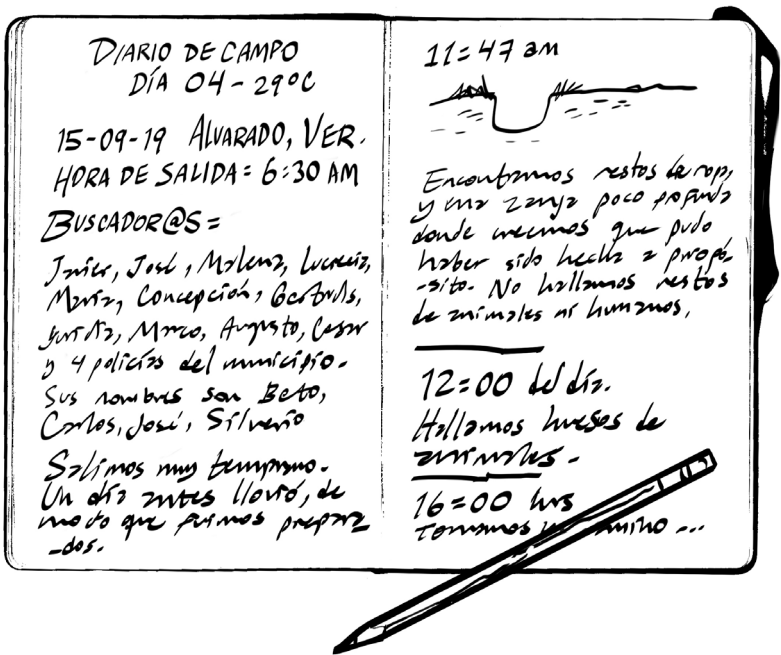 DIARIO DE CAMPO
DÍA 04 - 29°C
15-09-19 ALVARADO, VER.
HORA DE SALIDA = 6:30 AM
BUSCADOR@S =
Javier, José, Malena, Lucrecia,
María, Concepción, Gertrudis,
Marco, Augusto, Cesar
y 4 policías del municipio.
Sus nombres son Beto,
Carlos, José, Silverio
Salimos muy temprano.
Un día antes llovió, de
modo que fuimos prepara
-dos.
11=47 am
Encontramos restos de ropa,
y una zanja poco profunda
donde creemos que pudo
haber sido hecha a propó-
-sito. No hallamos restos
de animales ni humanos.
12=00 del día.
Hallamos huesos de
animales.
16=00 hrs
Tomamos ...